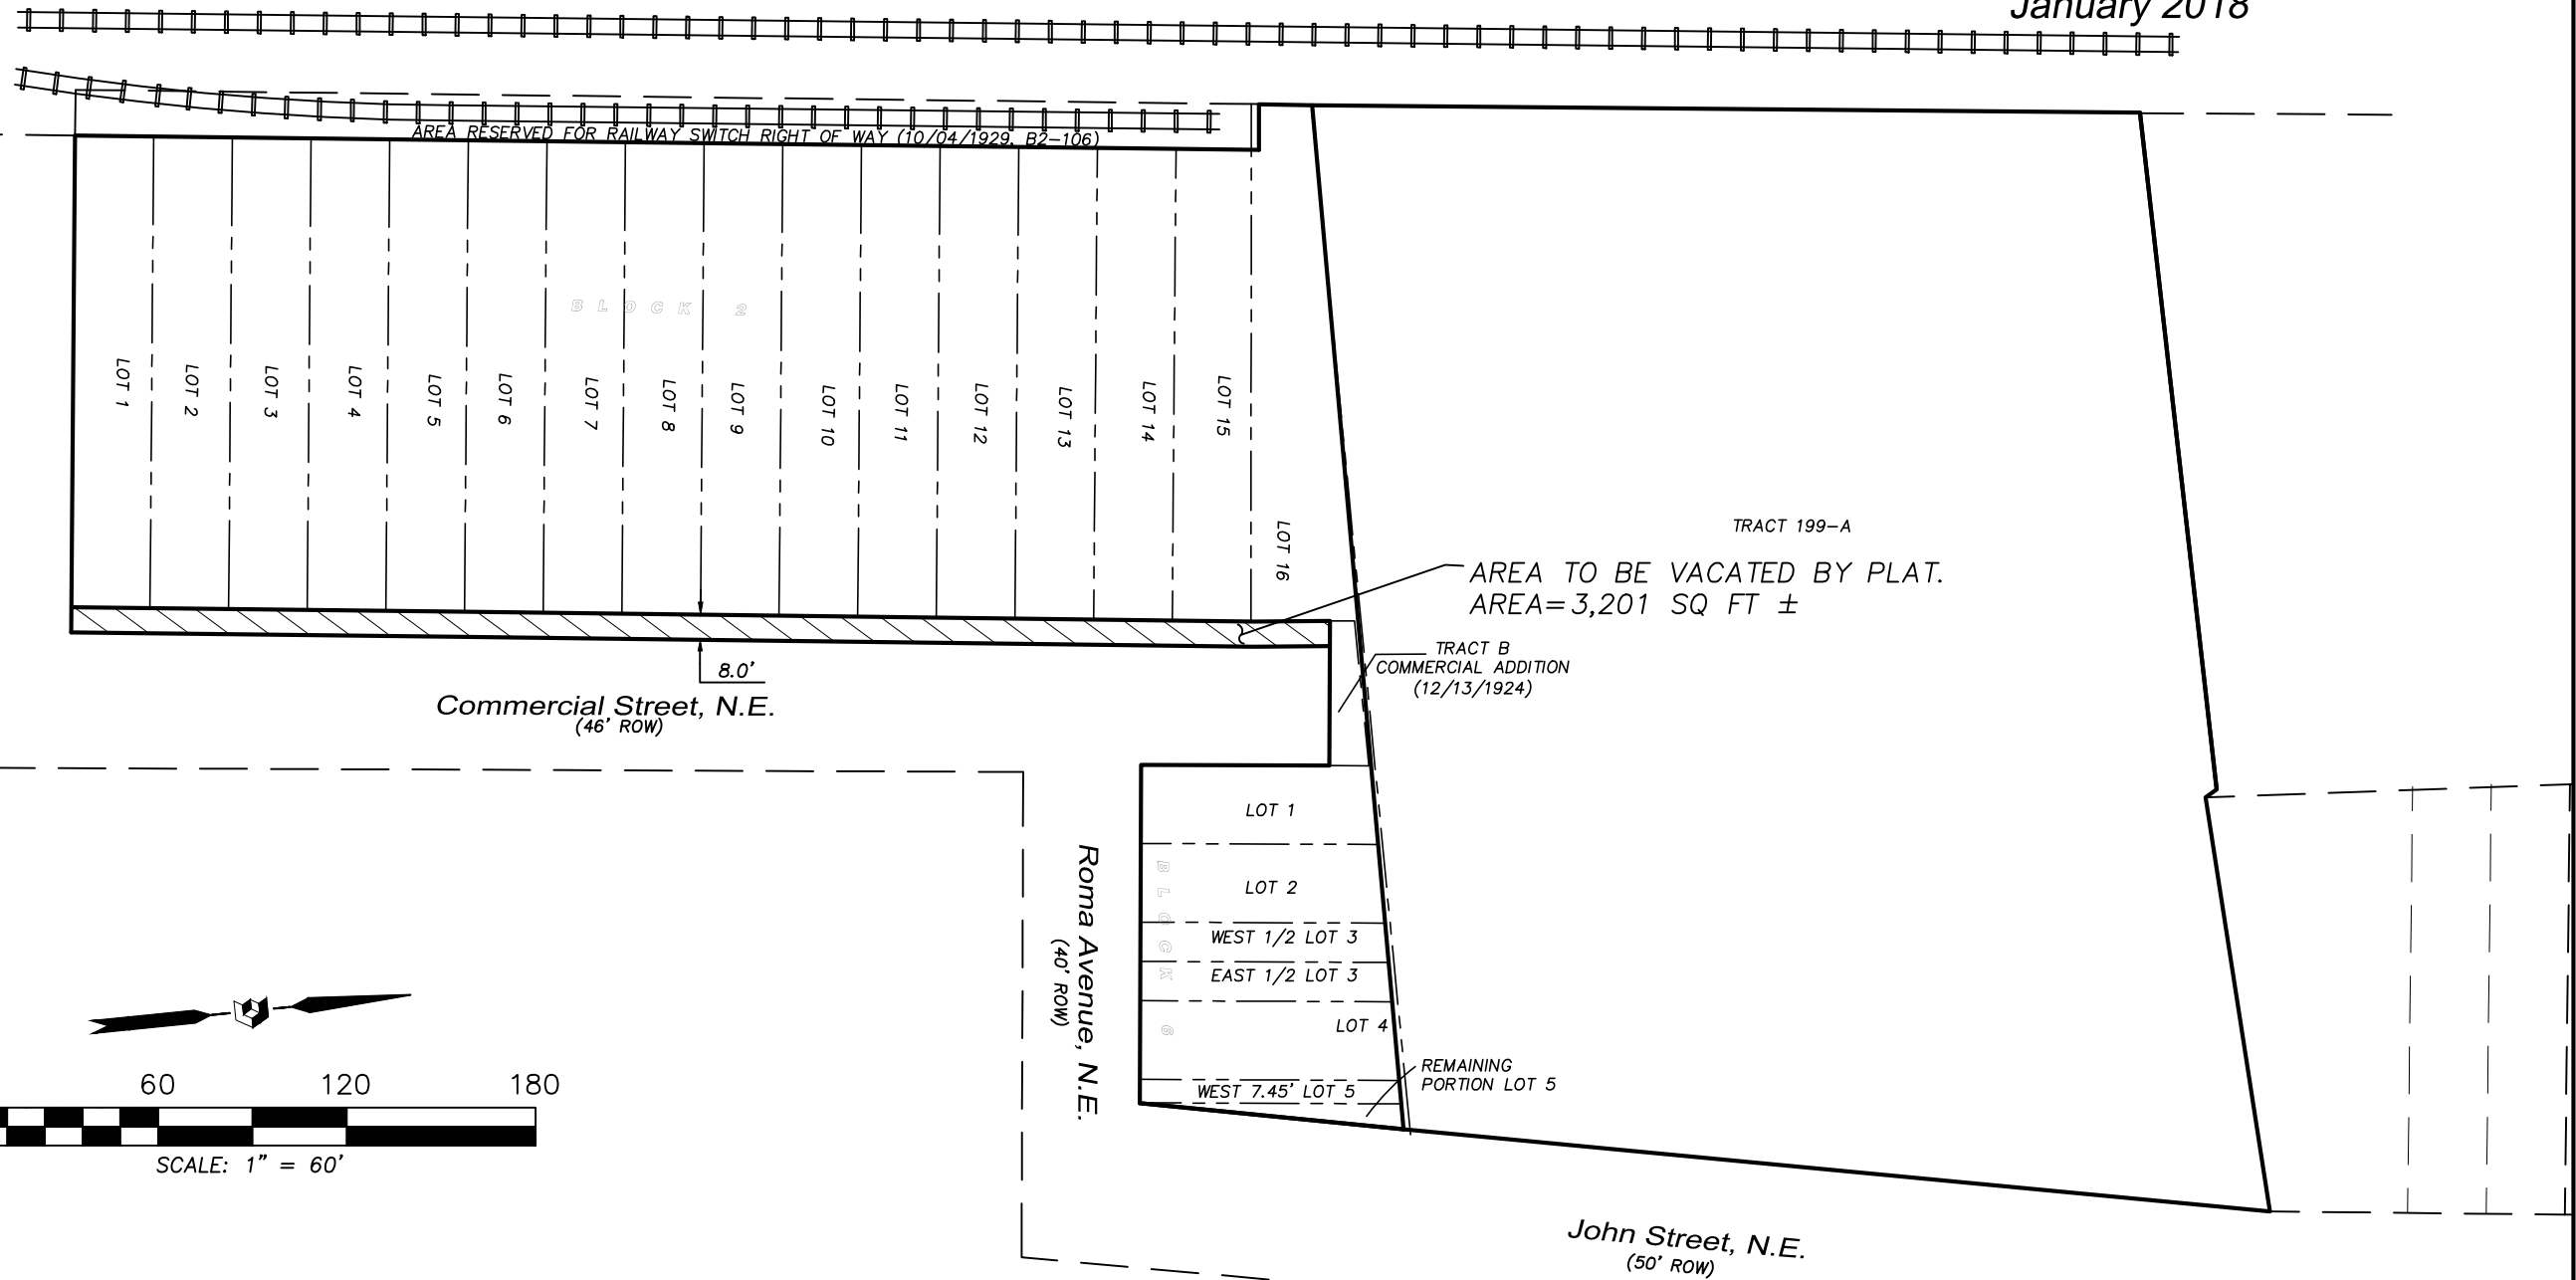 January 2018
AREA RESERVED FOR RAILWAY SWITCH RIGHT OF WAY (10/04/1929, B2-106)
BLOCK 2
LOT 1
LOT 2
LOT 3
LOT 4
LOT 5
LOT 6
LOT 7
LOT 8
LOT 9
LOT 10
LOT 11
LOT 12
LOT 13
LOT 14
LOT 15
LOT 16
TRACT 199-A
AREA TO BE VACATED BY PLAT.
AREA=3,201 SQ FT ±
TRACT B
COMMERCIAL ADDITION
(12/13/1924)
8.0'
Commercial Street, N.E.
(46' ROW)
LOT 1
LOT 2
WEST 1/2 LOT 3
EAST 1/2 LOT 3
LOT 4
WEST 7.45' LOT 5
BLOCK 6
REMAINING
PORTION LOT 5
Roma Avenue, N.E.
(40' ROW)
60 120 180
SCALE: 1" = 60'
John Street, N.E.
(50' ROW)